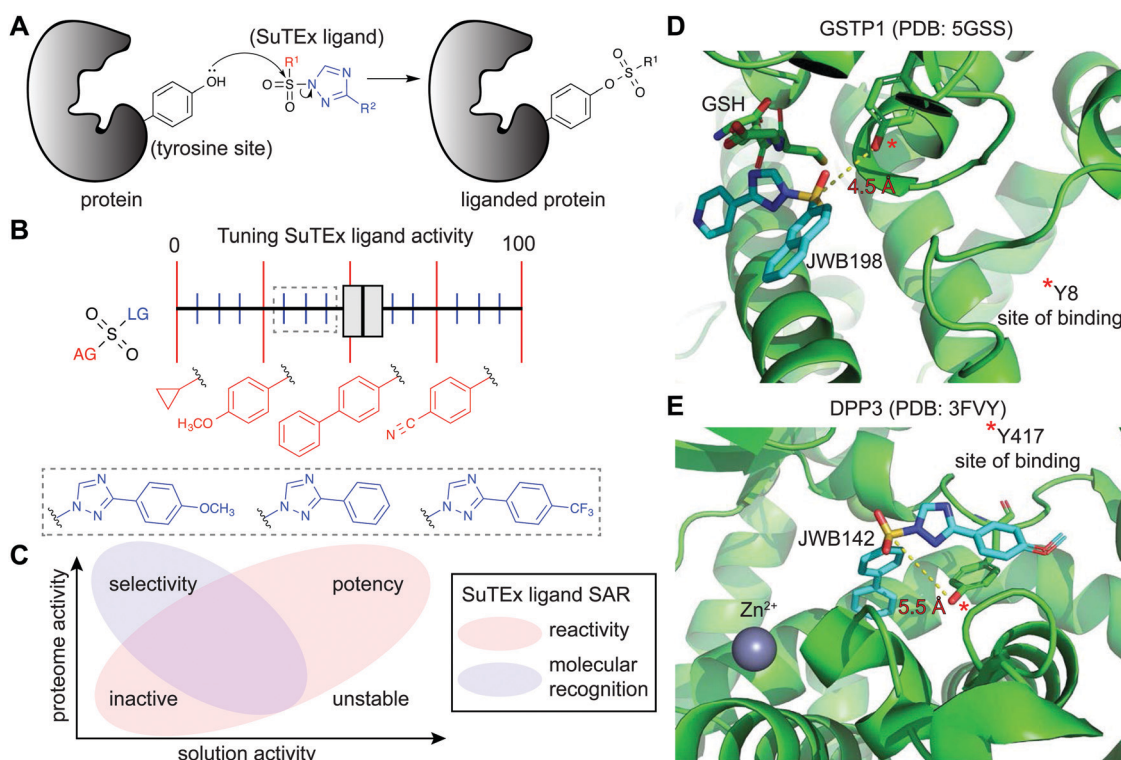 A
(SuTEx ligand)
R¹
ÖH
O
S
O
N
N
N
R²
(tyrosine site)
protein
O
O
S
R¹
O
liganded protein
B
0
Tuning SuTEx ligand activity
100
O
LG
S
AG
O
CH₃O
N
N
N
N
OCH₃
N
N
N
N
N
N
CF₃
C
proteome activity
selectivity
potency
inactive
unstable
solution activity
SuTEx ligand SAR
reactivity
molecular
recognition
D
GSTP1 (PDB: 5GSS)
GSH
*
4.5 Å
JWB198
*Y8
site of binding
E
DPP3 (PDB: 3FVY)
*Y417
site of binding
JWB142
5.5 Å
*
Zn²⁺